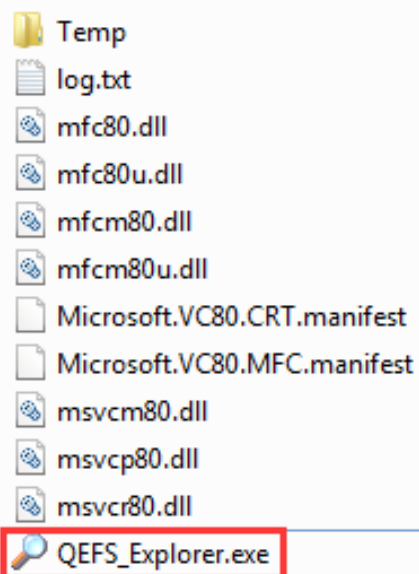 Temp
log.txt
mfc80.dll
mfc80u.dll
mfcm80.dll
mfcm80u.dll
Microsoft.VC80.CRT.manifest
Microsoft.VC80.MFC.manifest
msvcm80.dll
msvcp80.dll
msvcr80.dll
QEFS_Explorer.exe